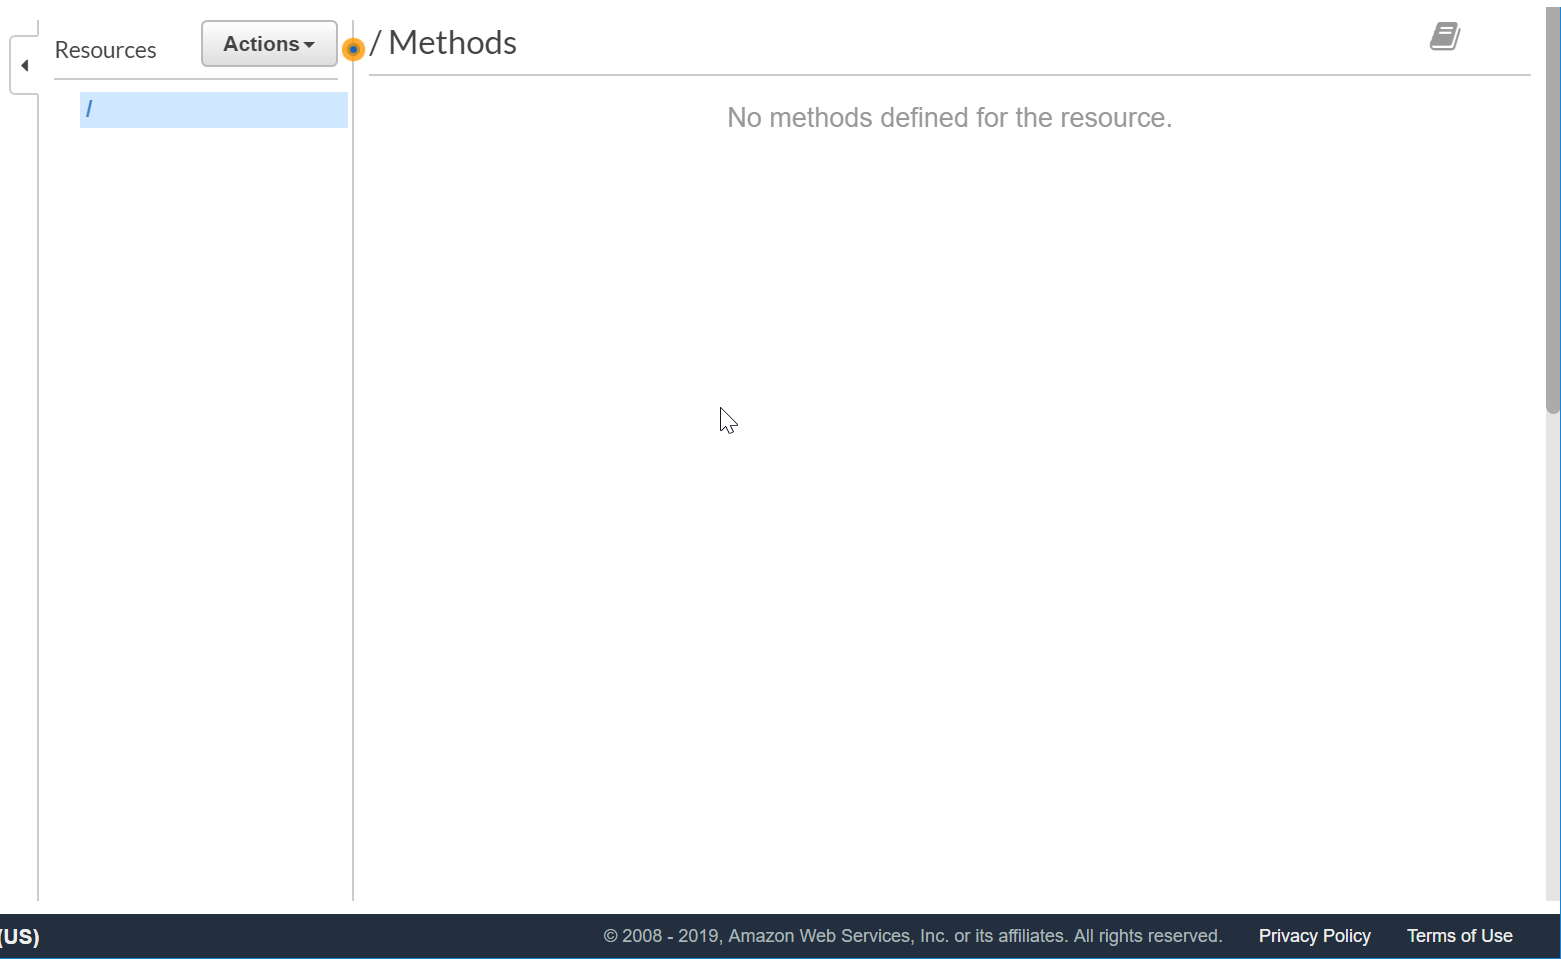 Resources
Actions
/ Methods
/
No methods defined for the resource.
(US)
© 2008 - 2019, Amazon Web Services, Inc. or its affiliates. All rights reserved.
Privacy Policy
Terms of Use